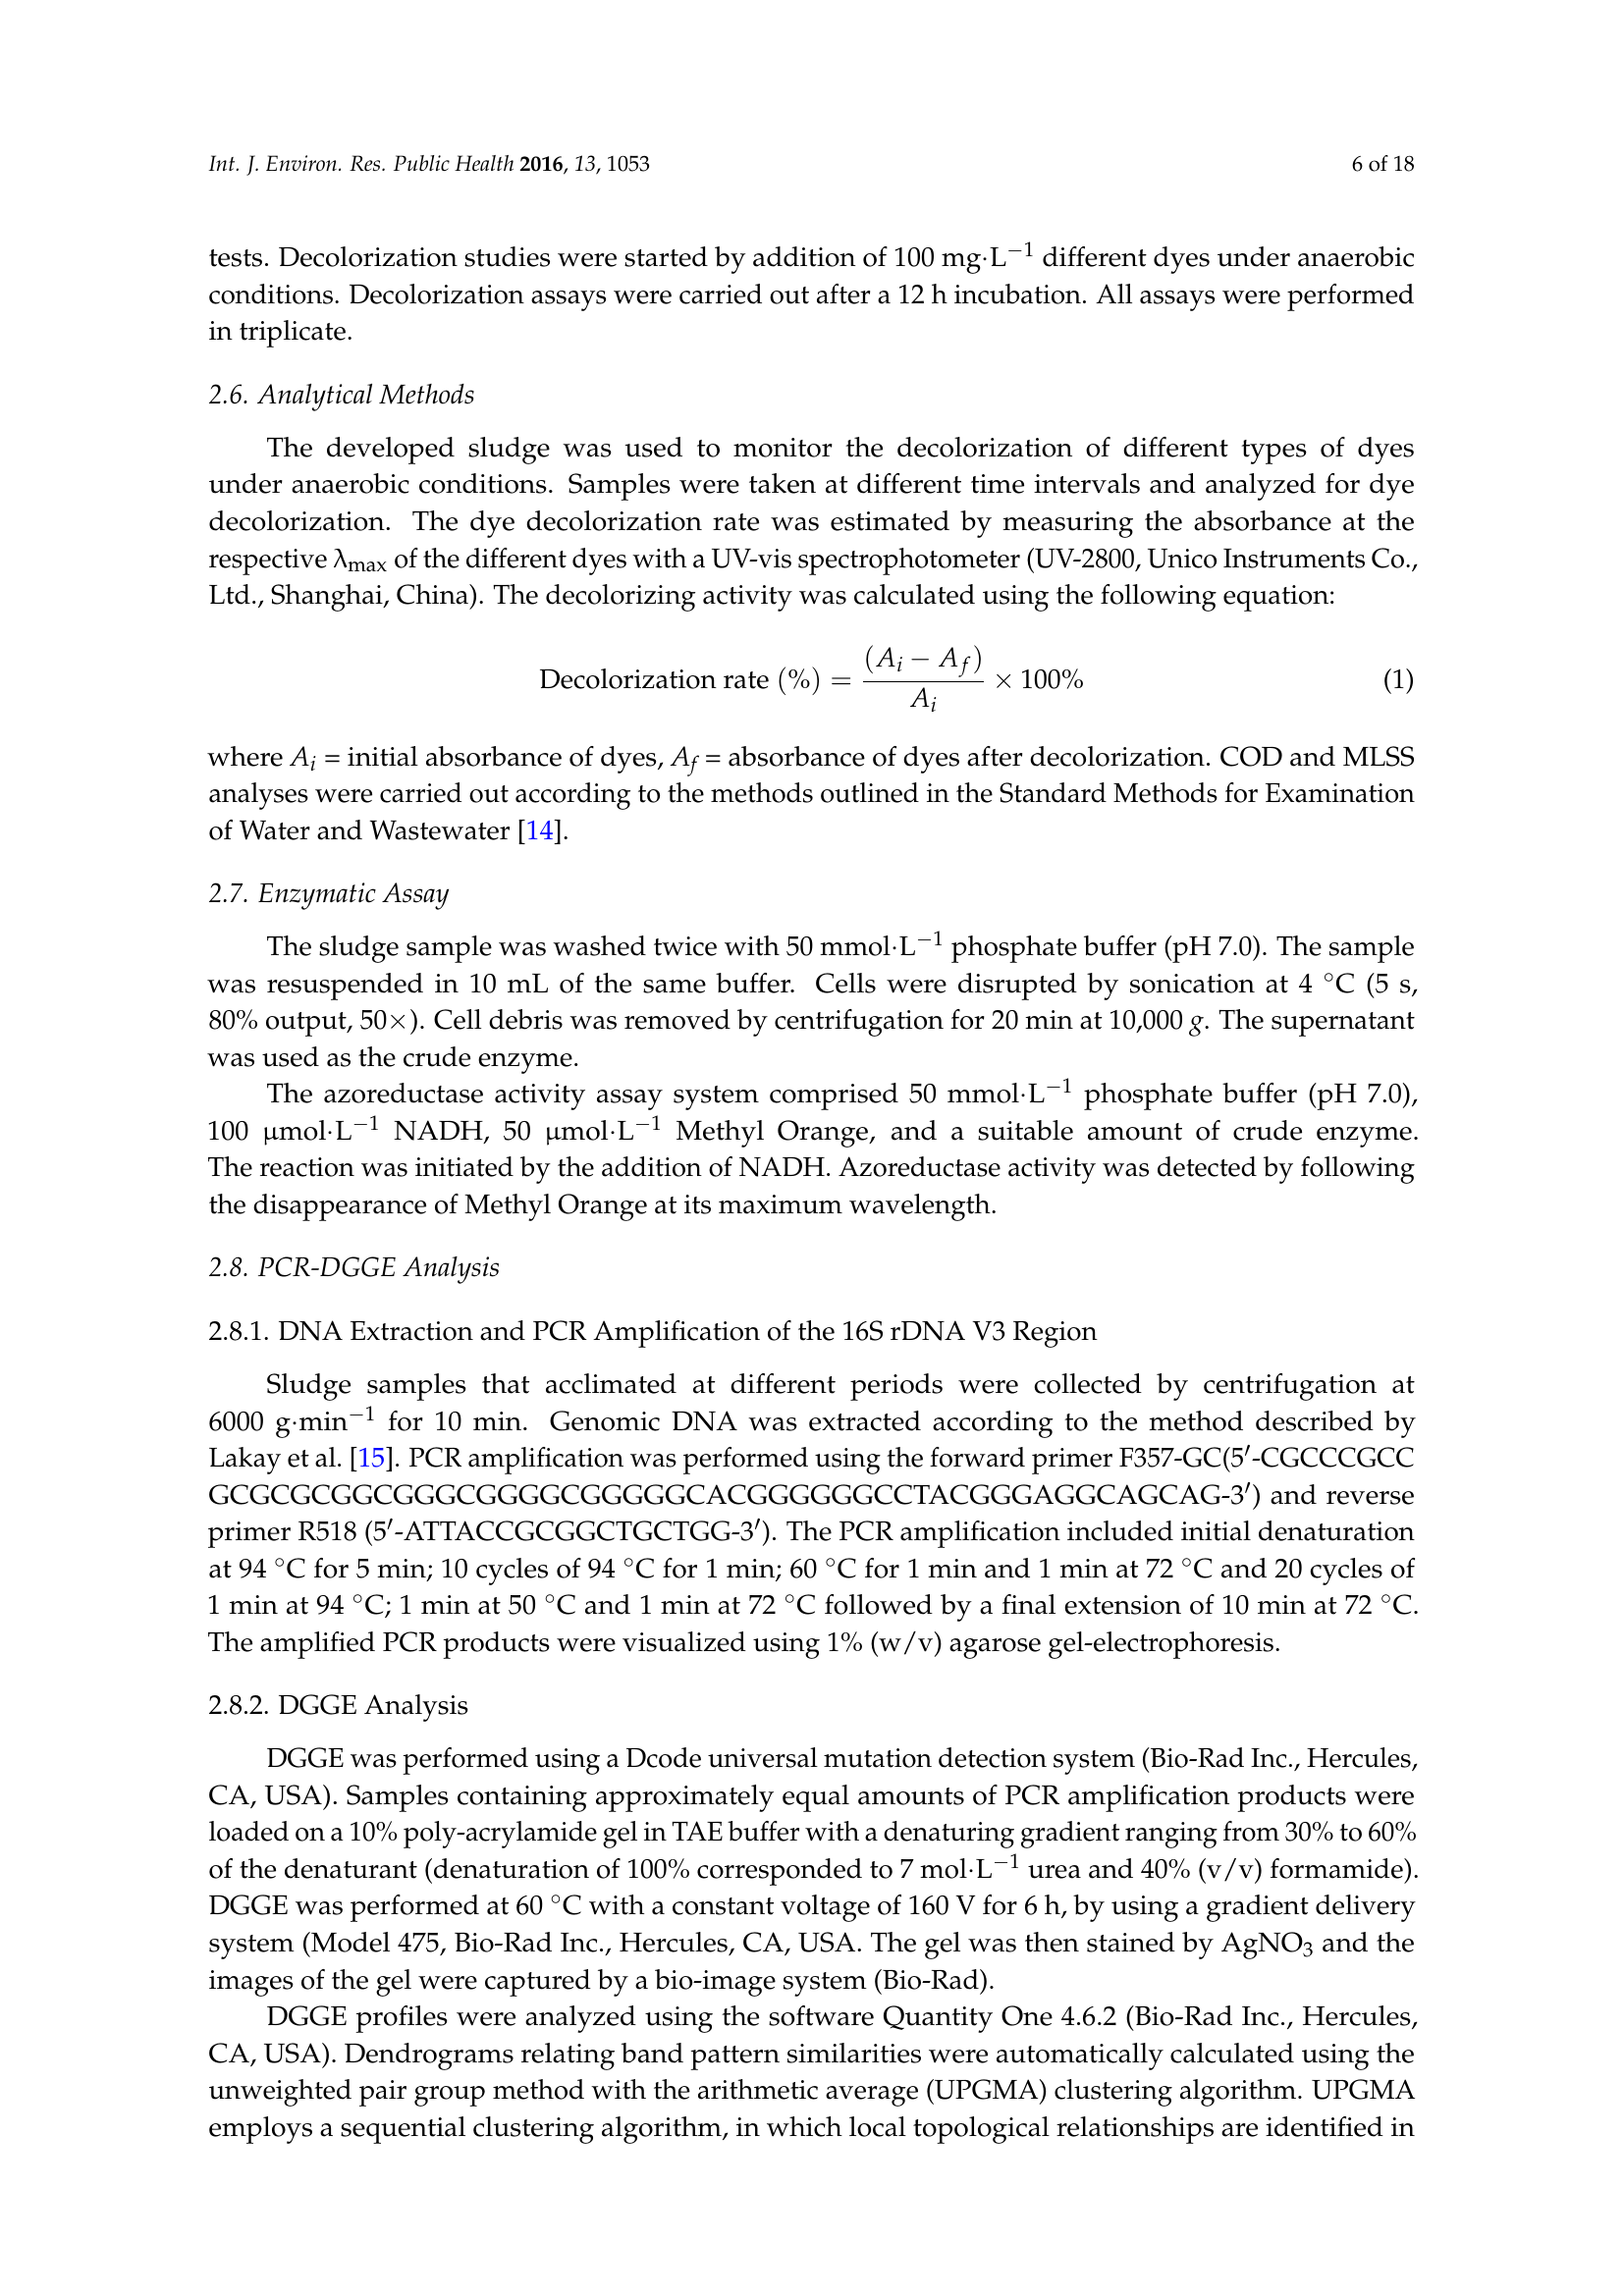 Int. J. Environ. Res. Public Health 2016, 13, 1053
6 of 18
tests. Decolorization studies were started by addition of 100 mg·L−1 different dyes under anaerobic
conditions. Decolorization assays were carried out after a 12 h incubation. All assays were performed
in triplicate.
2.6. Analytical Methods
The developed sludge was used to monitor the decolorization of different types of dyes
under anaerobic conditions. Samples were taken at different time intervals and analyzed for dye
decolorization. The dye decolorization rate was estimated by measuring the absorbance at the
respective λmax of the different dyes with a UV-vis spectrophotometer (UV-2800, Unico Instruments Co.,
Ltd., Shanghai, China). The decolorizing activity was calculated using the following equation:
Decolorization rate (%) = (Ai − Af) / Ai × 100% (1)
where Ai = initial absorbance of dyes, Af = absorbance of dyes after decolorization. COD and MLSS
analyses were carried out according to the methods outlined in the Standard Methods for Examination
of Water and Wastewater [14].
2.7. Enzymatic Assay
The sludge sample was washed twice with 50 mmol·L−1 phosphate buffer (pH 7.0). The sample
was resuspended in 10 mL of the same buffer. Cells were disrupted by sonication at 4 °C (5 s,
80% output, 50×). Cell debris was removed by centrifugation for 20 min at 10,000 g. The supernatant
was used as the crude enzyme.
The azoreductase activity assay system comprised 50 mmol·L−1 phosphate buffer (pH 7.0),
100 µmol·L−1 NADH, 50 µmol·L−1 Methyl Orange, and a suitable amount of crude enzyme.
The reaction was initiated by the addition of NADH. Azoreductase activity was detected by following
the disappearance of Methyl Orange at its maximum wavelength.
2.8. PCR-DGGE Analysis
2.8.1. DNA Extraction and PCR Amplification of the 16S rDNA V3 Region
Sludge samples that acclimated at different periods were collected by centrifugation at
6000 g·min−1 for 10 min. Genomic DNA was extracted according to the method described by
Lakay et al. [15]. PCR amplification was performed using the forward primer F357-GC(5′-CGCCCGCC
GCGCGCGGCGGGCGGGGCGGGGGCACGGGGGGCCTACGGGAGGCAGCAG-3′) and reverse
primer R518 (5′-ATTACCGCGGCTGCTGG-3′). The PCR amplification included initial denaturation
at 94 °C for 5 min; 10 cycles of 94 °C for 1 min; 60 °C for 1 min and 1 min at 72 °C and 20 cycles of
1 min at 94 °C; 1 min at 50 °C and 1 min at 72 °C followed by a final extension of 10 min at 72 °C.
The amplified PCR products were visualized using 1% (w/v) agarose gel-electrophoresis.
2.8.2. DGGE Analysis
DGGE was performed using a Dcode universal mutation detection system (Bio-Rad Inc., Hercules,
CA, USA). Samples containing approximately equal amounts of PCR amplification products were
loaded on a 10% poly-acrylamide gel in TAE buffer with a denaturing gradient ranging from 30% to 60%
of the denaturant (denaturation of 100% corresponded to 7 mol·L−1 urea and 40% (v/v) formamide).
DGGE was performed at 60 °C with a constant voltage of 160 V for 6 h, by using a gradient delivery
system (Model 475, Bio-Rad Inc., Hercules, CA, USA. The gel was then stained by AgNO3 and the
images of the gel were captured by a bio-image system (Bio-Rad).
DGGE profiles were analyzed using the software Quantity One 4.6.2 (Bio-Rad Inc., Hercules,
CA, USA). Dendrograms relating band pattern similarities were automatically calculated using the
unweighted pair group method with the arithmetic average (UPGMA) clustering algorithm. UPGMA
employs a sequential clustering algorithm, in which local topological relationships are identified in